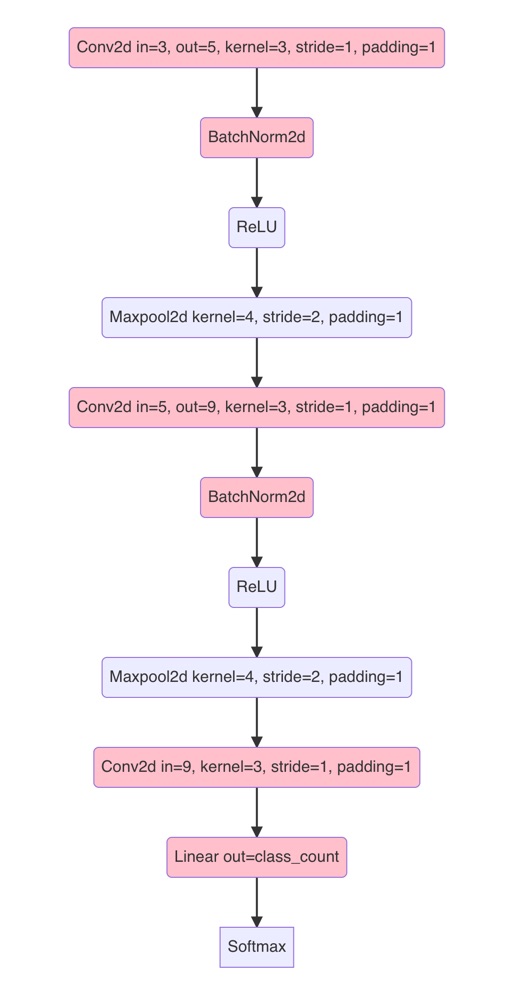 Conv2d in=3, out=5, kernel=3, stride=1, padding=1
BatchNorm2d
ReLU
Maxpool2d kernel=4, stride=2, padding=1
Conv2d in=5, out=9, kernel=3, stride=1, padding=1
BatchNorm2d
ReLU
Maxpool2d kernel=4, stride=2, padding=1
Conv2d in=9, kernel=3, stride=1, padding=1
Linear out=class_count
Softmax